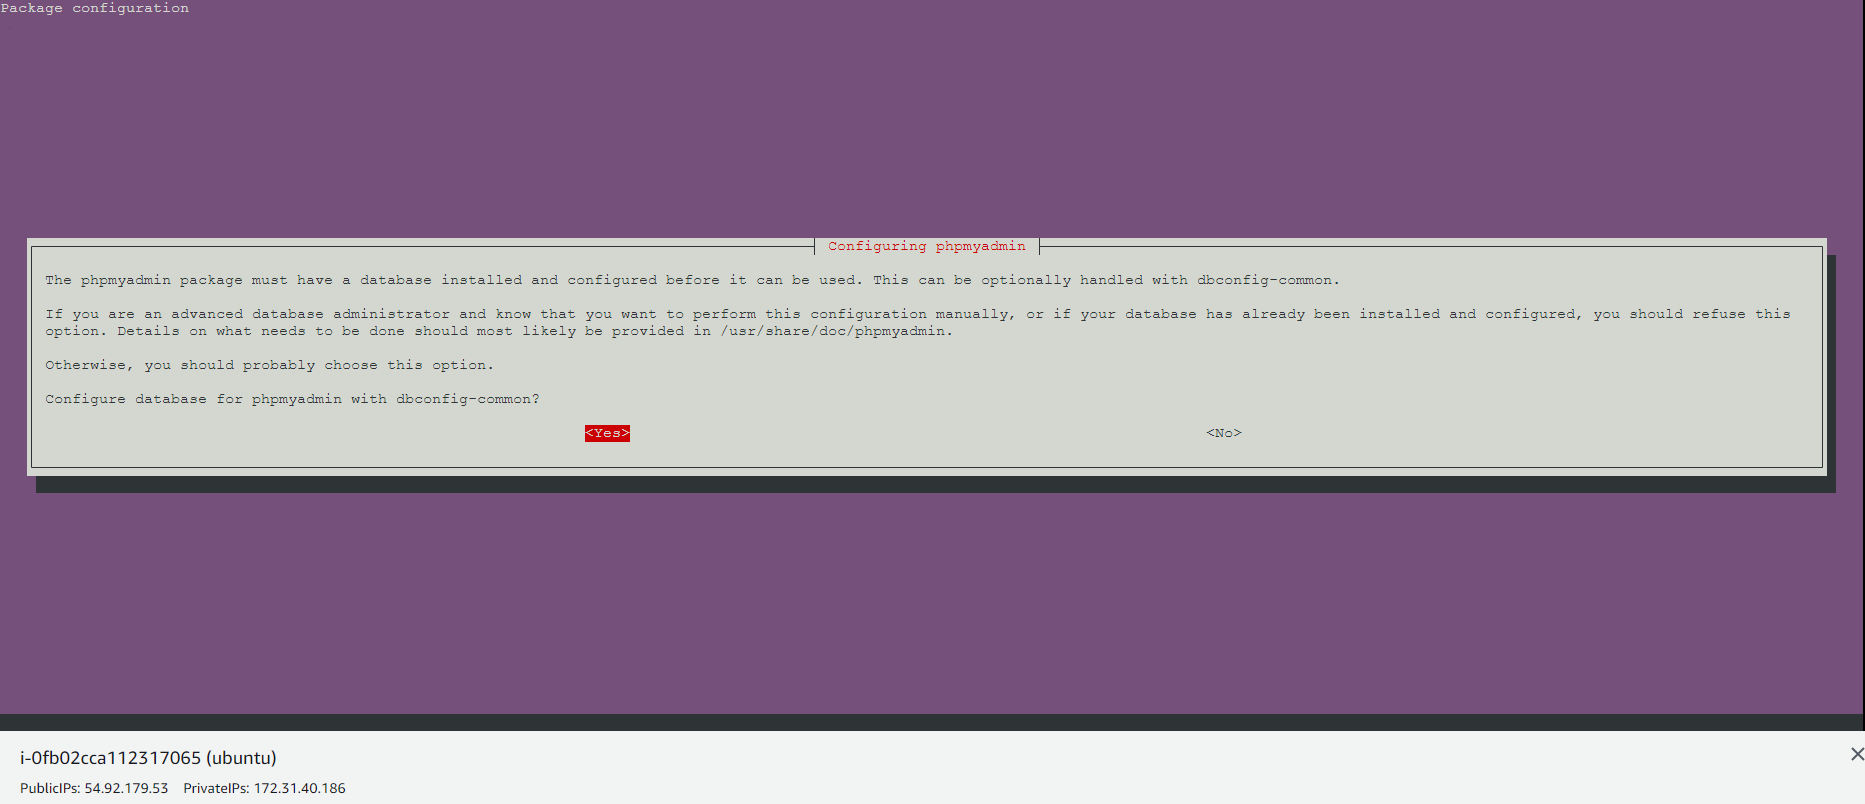 Package configuration
Configuring phpmyadmin
The phpmyadmin package must have a database installed and configured before it can be used. This can be optionally handled with dbconfig-common.
If you are an advanced database administrator and know that you want to perform this configuration manually, or if your database has already been installed and configured, you should refuse this
option. Details on what needs to be done should most likely be provided in /usr/share/doc/phpmyadmin.
Otherwise, you should probably choose this option.
Configure database for phpmyadmin with dbconfig-common?
<Yes> <No>
i-0fb02cca112317065 (ubuntu)
PublicIPs: 54.92.179.53 PrivateIPs: 172.31.40.186